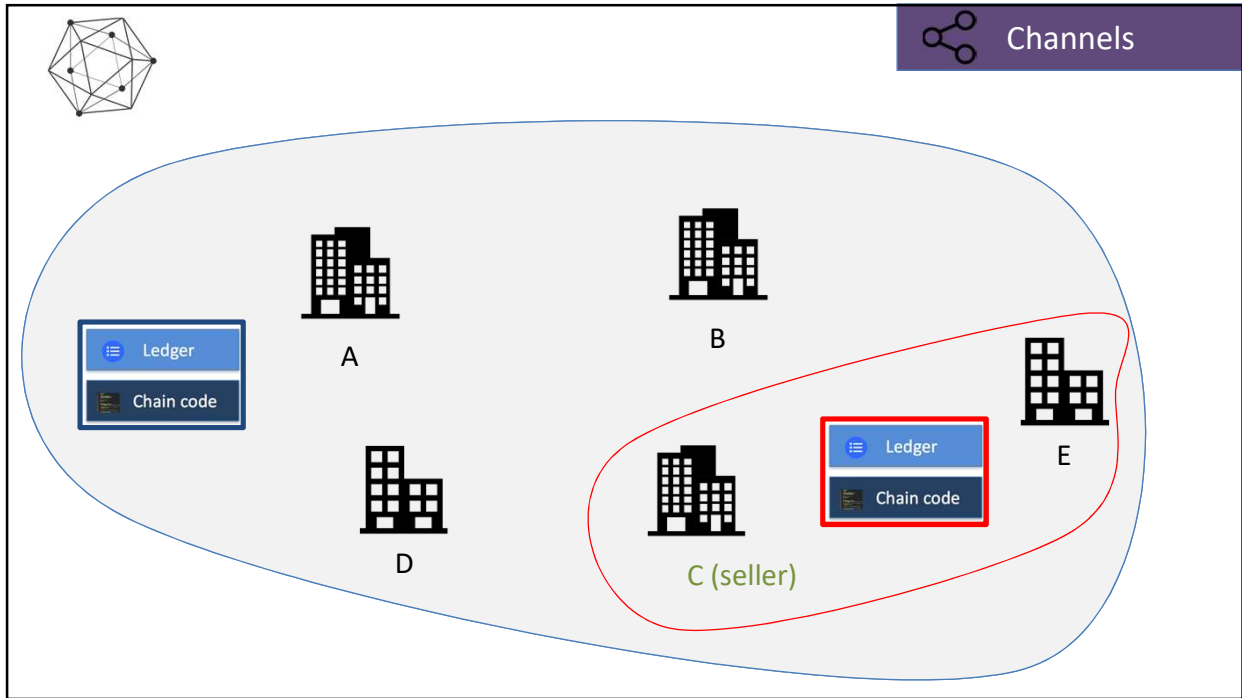 Channels
A
B
Ledger
Chain code
E
Ledger
Chain code
D
C (seller)